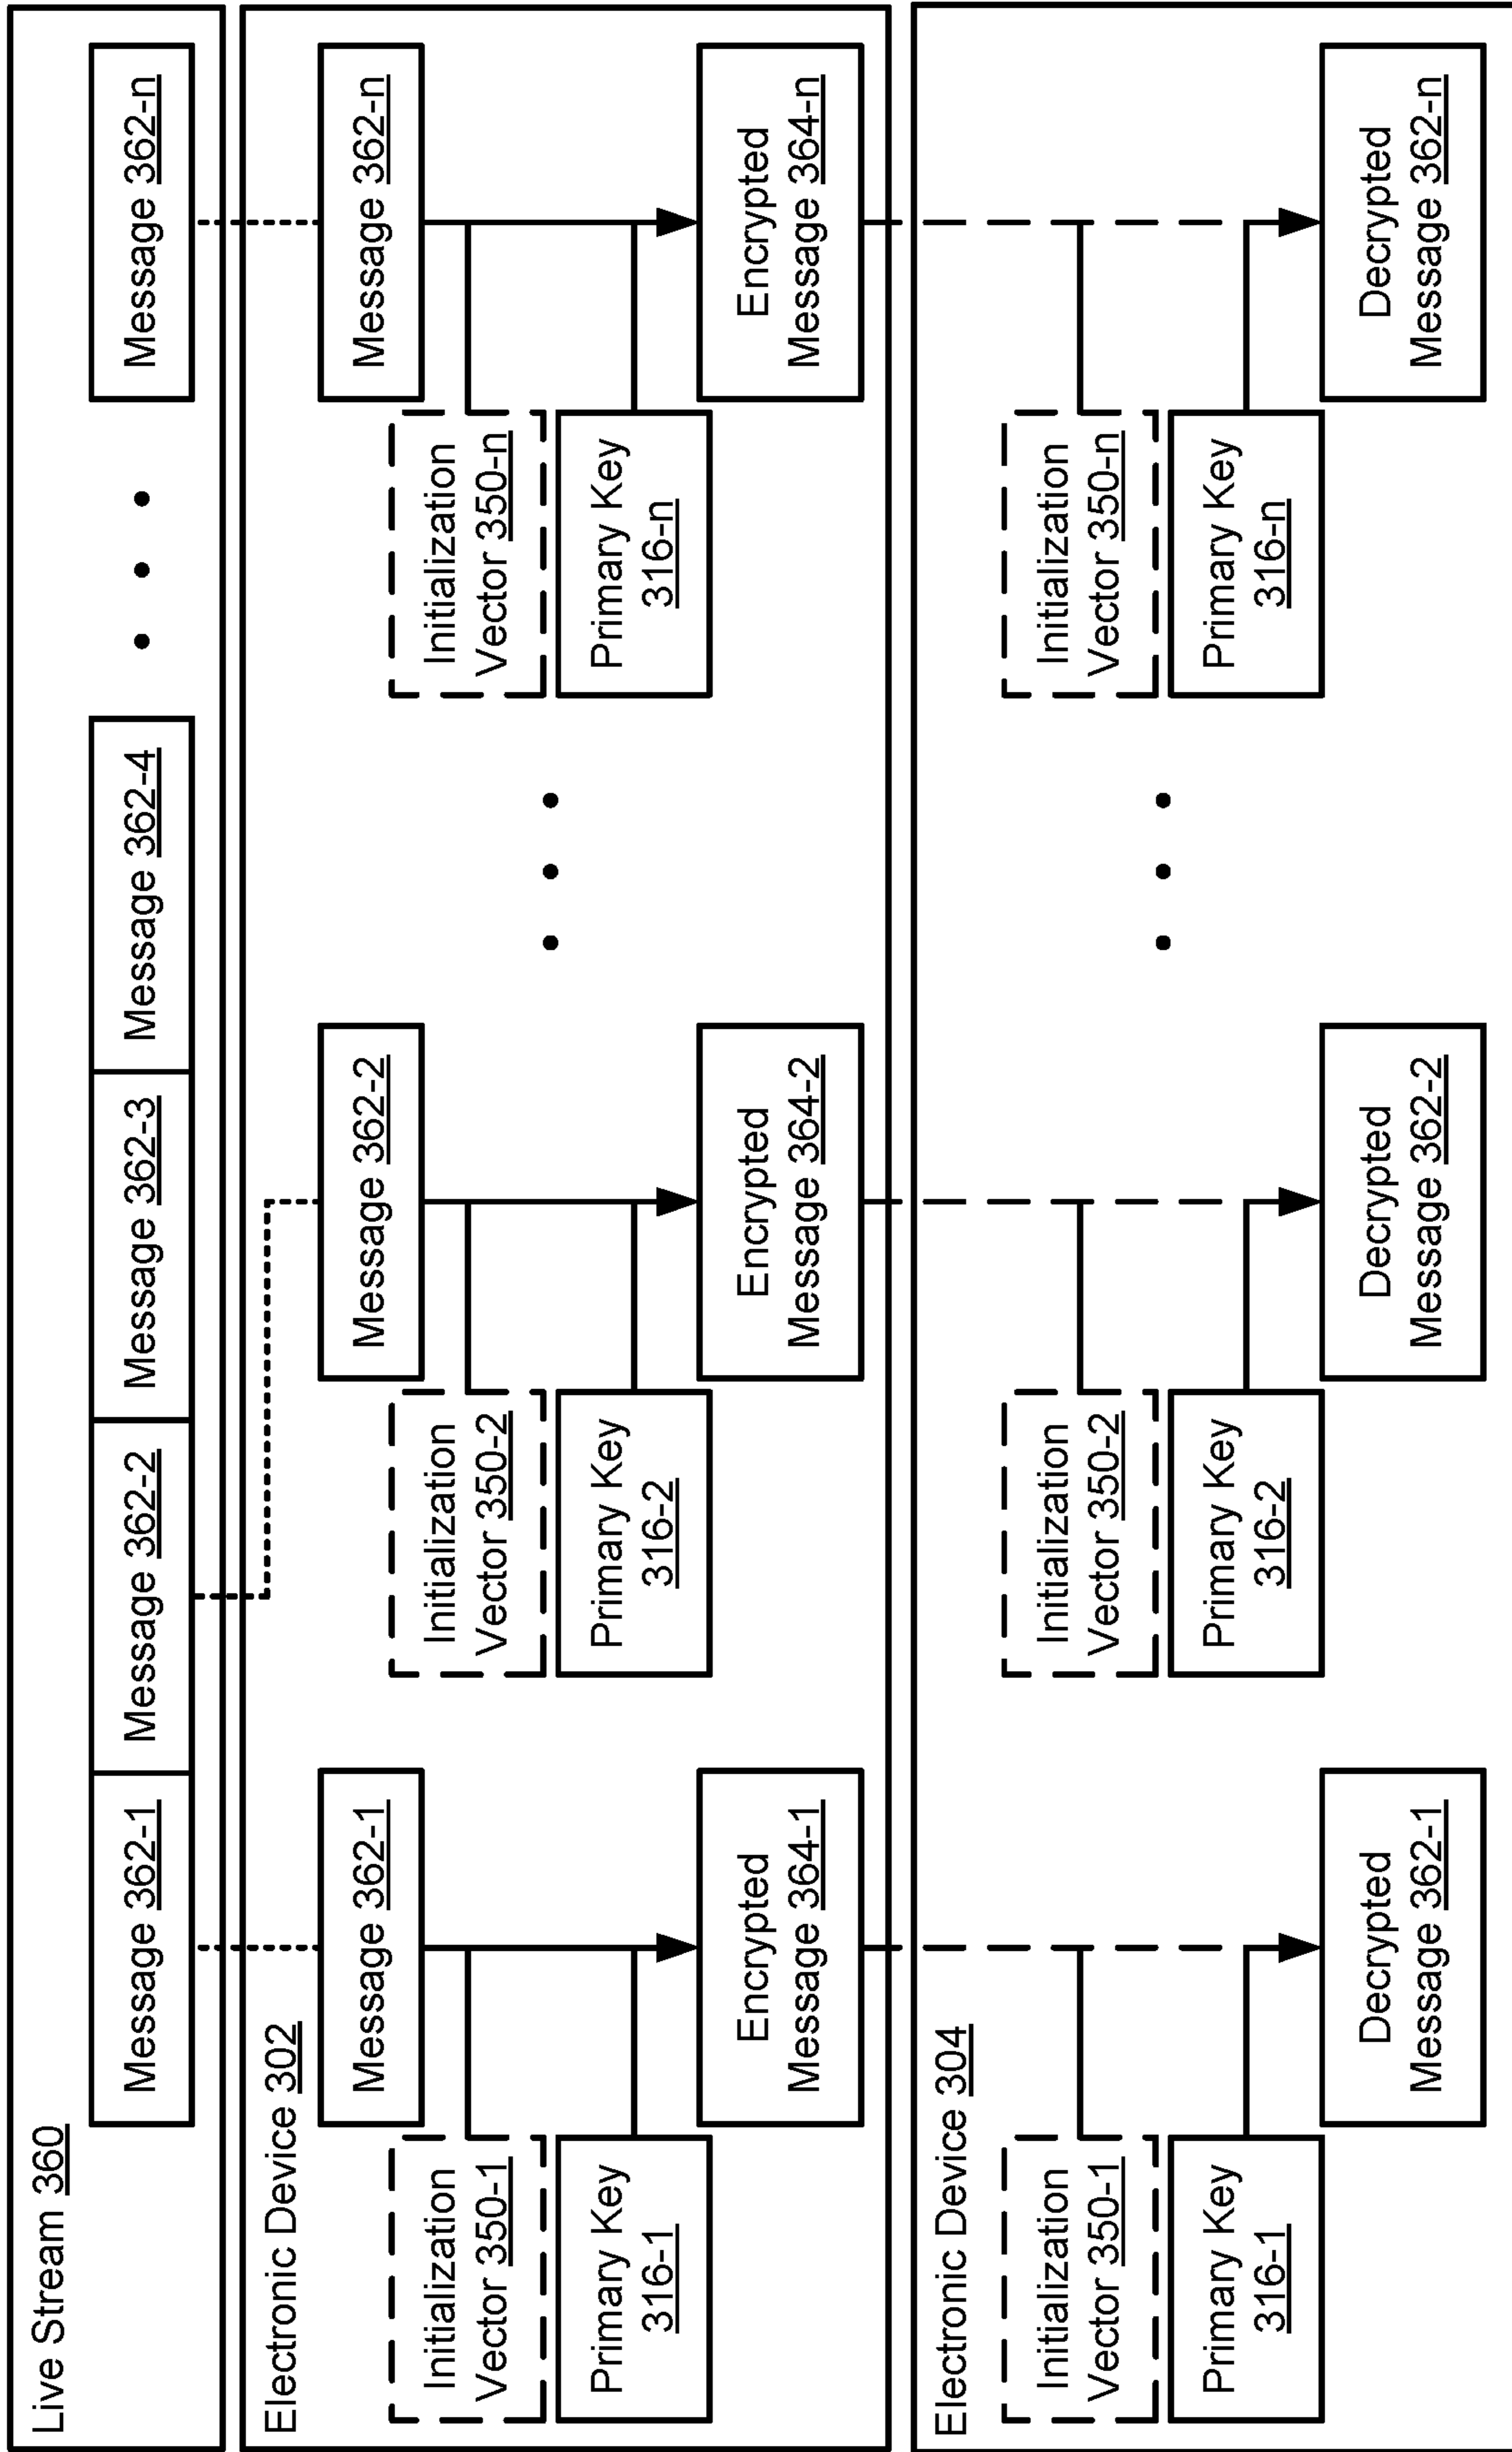 Live Stream 360
Message 362-1
Message 362-2
Message 362-3
Message 362-4
Message 362-n
Electronic Device 302
Message 362-1
Message 362-2
Message 362-n
Initialization
Vector 350-1
Initialization
Vector 350-2
Initialization
Vector 350-n
Primary Key
316-1
Primary Key
316-2
Primary Key
316-n
Encrypted
Message 364-1
Encrypted
Message 364-2
Encrypted
Message 364-n
Electronic Device 304
Initialization
Vector 350-1
Initialization
Vector 350-2
Initialization
Vector 350-n
Primary Key
316-1
Primary Key
316-2
Primary Key
316-n
Decrypted
Message 362-1
Decrypted
Message 362-2
Decrypted
Message 362-n